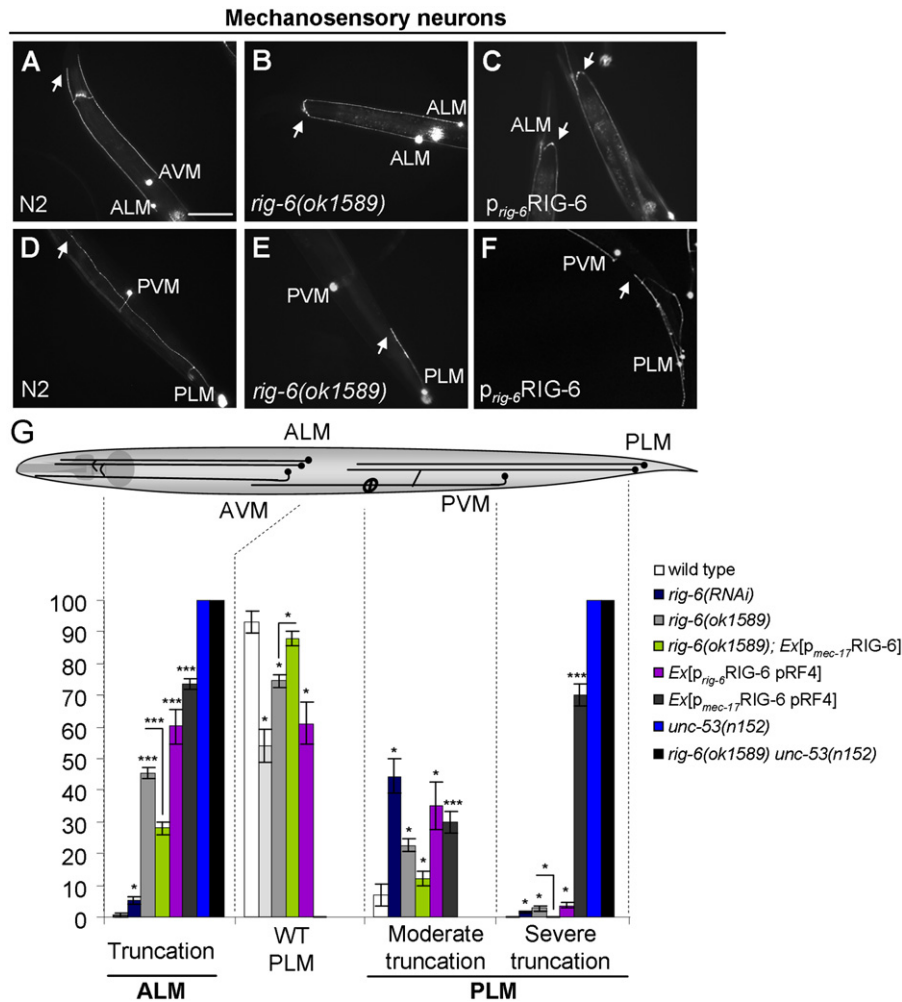 Mechanosensory neurons
A
AVM
ALM
N2
B
ALM
ALM
rig-6(ok1589)
C
ALM
prig-6RIG-6
D
PVM
PLM
N2
E
PVM
PLM
rig-6(ok1589)
F
PVM
PLM
prig-6RIG-6
G
ALM
PLM
AVM
PVM
wild type
rig-6(RNAi)
rig-6(ok1589)
rig-6(ok1589); Ex[pmec-17RIG-6]
Ex[prig-6RIG-6 pRF4]
Ex[pmec-17RIG-6 pRF4]
unc-53(n152)
rig-6(ok1589) unc-53(n152)
100
90
80
70
60
50
40
30
20
10
0
*
***
***
***
***
*
*
*
*
*
*
*
*
***
*
*
*
*
***
Truncation
ALM
WT
PLM
Moderate
truncation
Severe
truncation
PLM